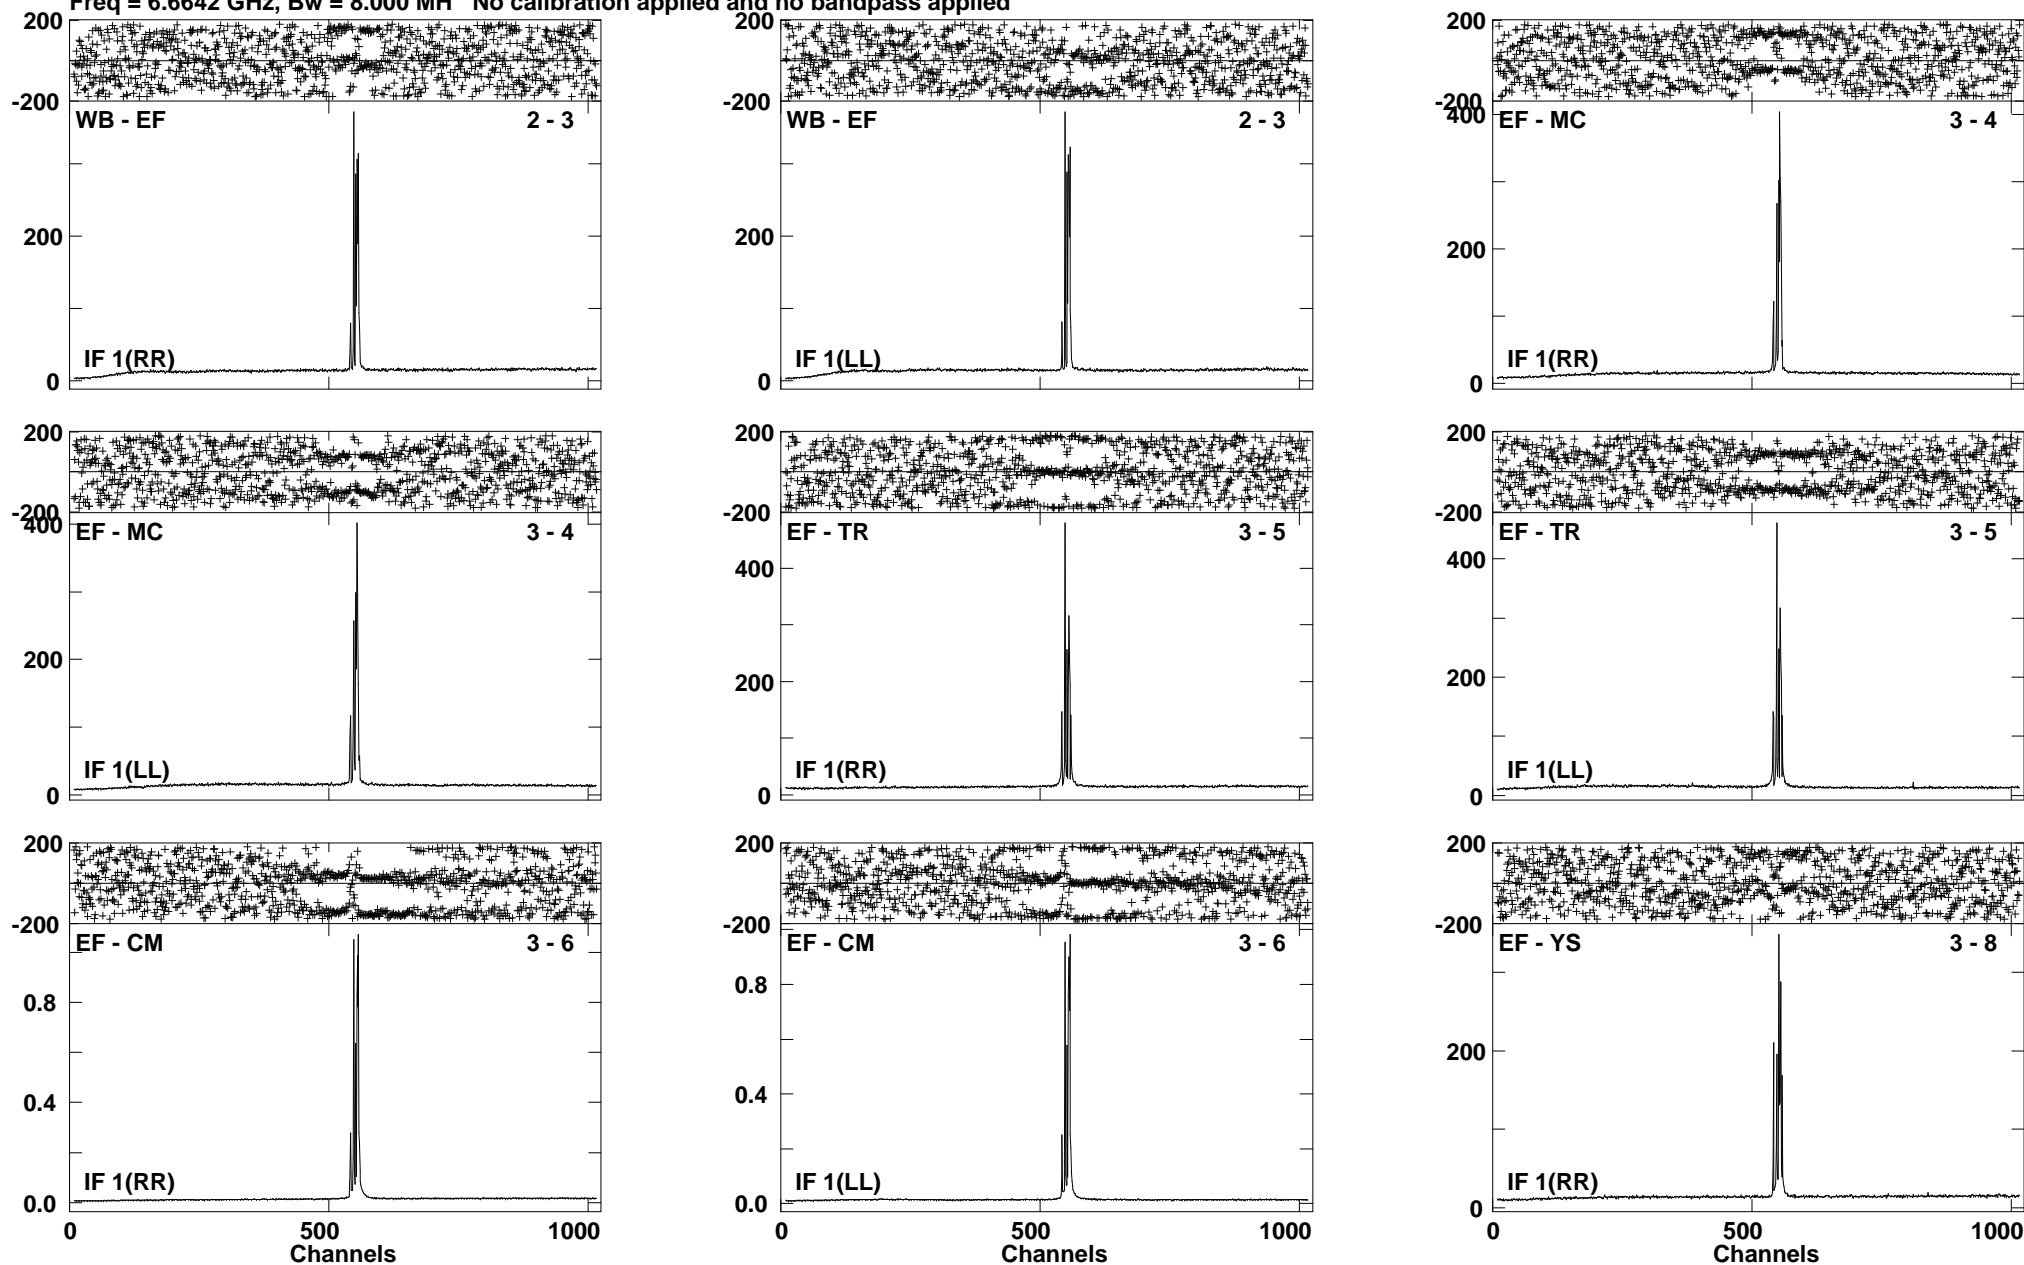 Freq = 6.6642 GHz, Bw = 8.000 MH No calibration applied and no bandpass applied
200
-200
WB - EF 2 - 3
200
IF 1(RR)
0
200
-200
WB - EF 2 - 3
200
IF 1(LL)
0
200
-200
400
EF - MC 3 - 4
200
IF 1(RR)
0
200
-200
400
EF - MC 3 - 4
200
IF 1(LL)
0
200
-200
EF - TR 3 - 5
400
200
IF 1(RR)
0
200
-200
EF - TR 3 - 5
400
200
IF 1(LL)
0
200
-200
EF - CM 3 - 6
0.8
0.4
IF 1(RR)
0.0
0 500 1000
Channels
200
-200
EF - CM 3 - 6
0.8
0.4
IF 1(LL)
0.0
0 500 1000
Channels
200
-200
EF - YS 3 - 8
200
IF 1(RR)
0
0 500 1000
Channels